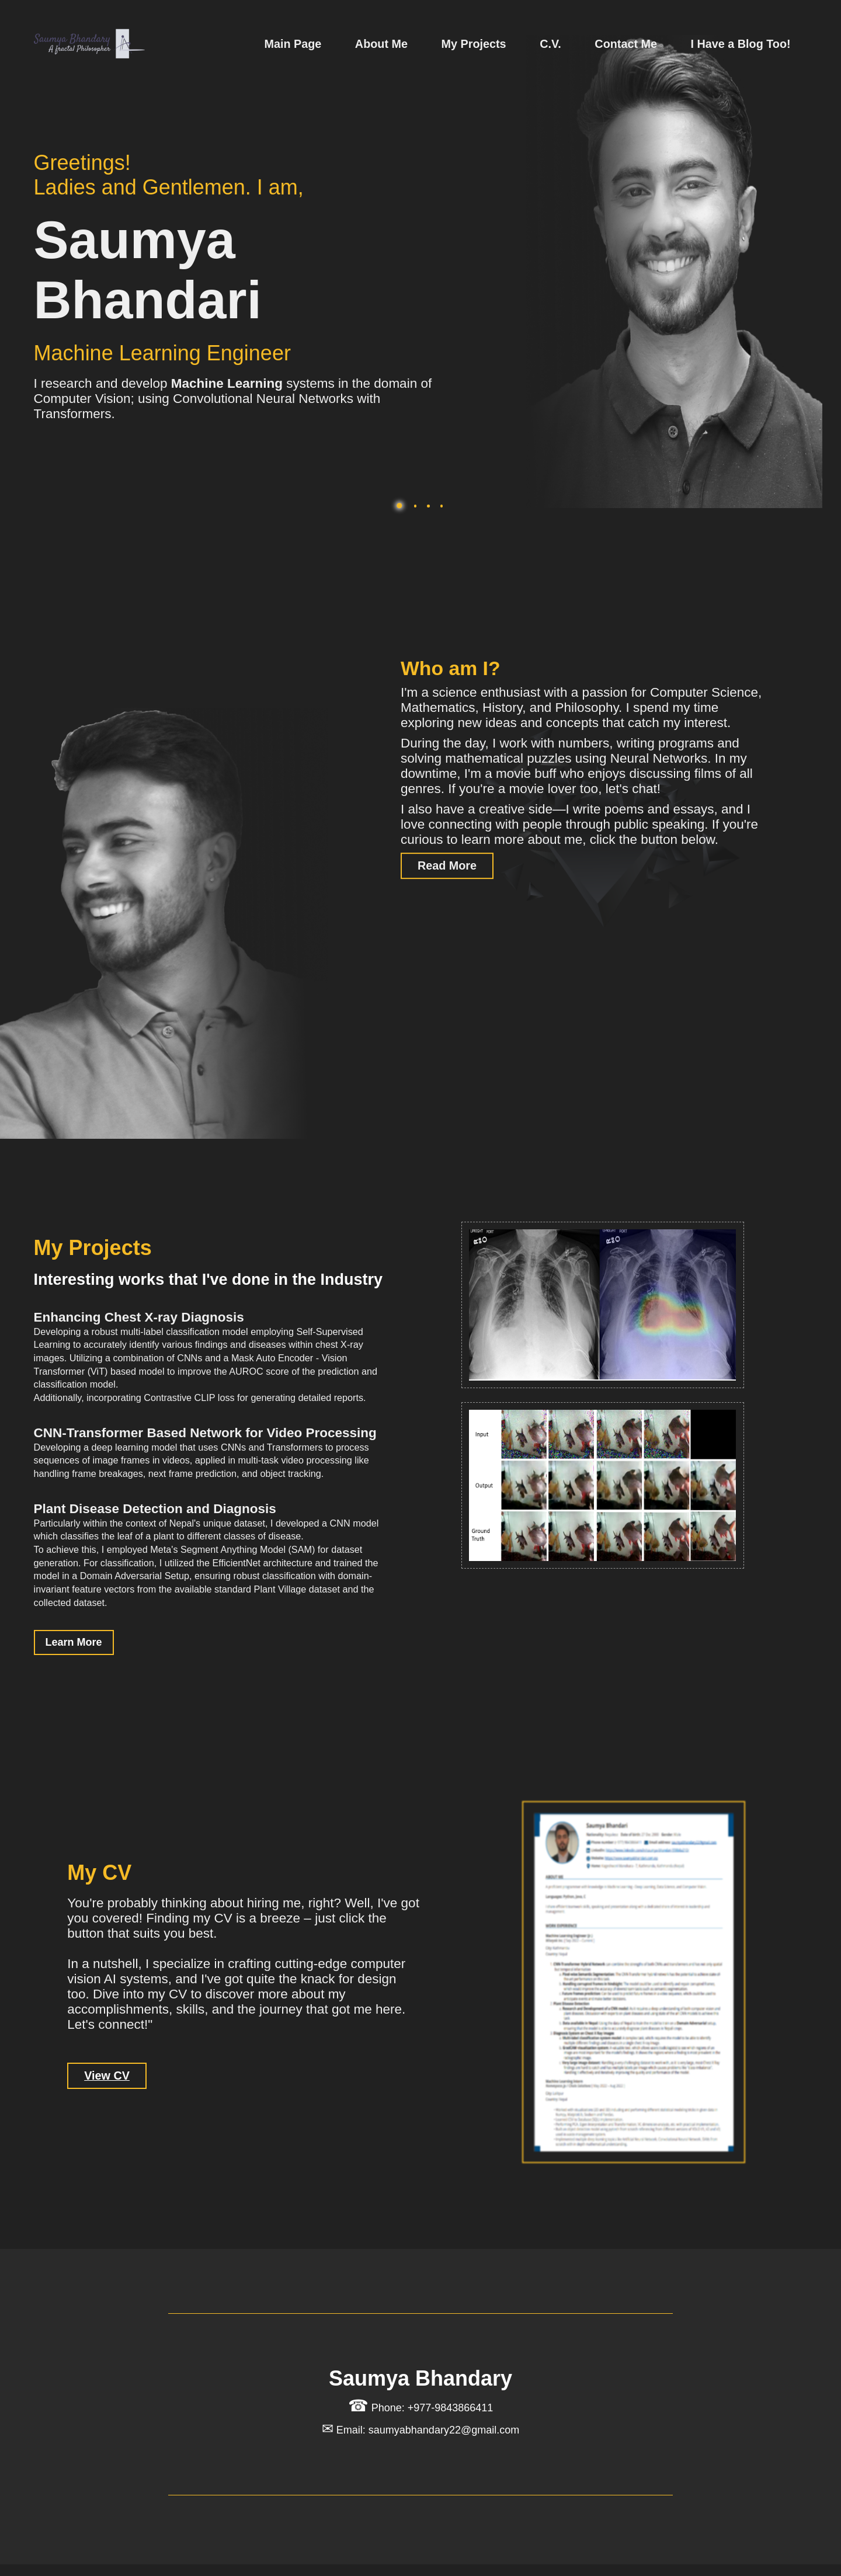 Saumya Bhandary
A fractal Philosopher
Main Page About Me My Projects C.V. Contact Me I Have a Blog Too!
Greetings!
Ladies and Gentlemen. I am,
Saumya
Bhandari
Machine Learning Engineer
I research and develop Machine Learning systems in the domain of
Computer Vision; using Convolutional Neural Networks with
Transformers.
Who am I?
I'm a science enthusiast with a passion for Computer Science,
Mathematics, History, and Philosophy. I spend my time
exploring new ideas and concepts that catch my interest.
During the day, I work with numbers, writing programs and
solving mathematical puzzles using Neural Networks. In my
downtime, I'm a movie buff who enjoys discussing films of all
genres. If you're a movie lover too, let's chat!
I also have a creative side—I write poems and essays, and I
love connecting with people through public speaking. If you're
curious to learn more about me, click the button below.
Read More
My Projects
Interesting works that I've done in the Industry
Enhancing Chest X-ray Diagnosis
Developing a robust multi-label classification model employing Self-Supervised
Learning to accurately identify various findings and diseases within chest X-ray
images. Utilizing a combination of CNNs and a Mask Auto Encoder - Vision
Transformer (ViT) based model to improve the AUROC score of the prediction and
classification model.
Additionally, incorporating Contrastive CLIP loss for generating detailed reports.
CNN-Transformer Based Network for Video Processing
Developing a deep learning model that uses CNNs and Transformers to process
sequences of image frames in videos, applied in multi-task video processing like
handling frame breakages, next frame prediction, and object tracking.
Plant Disease Detection and Diagnosis
Particularly within the context of Nepal's unique dataset, I developed a CNN model
which classifies the leaf of a plant to different classes of disease.
To achieve this, I employed Meta's Segment Anything Model (SAM) for dataset
generation. For classification, I utilized the EfficientNet architecture and trained the
model in a Domain Adversarial Setup, ensuring robust classification with domain-
invariant feature vectors from the available standard Plant Village dataset and the
collected dataset.
Learn More
Input
Output
Ground
Truth
My CV
You're probably thinking about hiring me, right? Well, I've got
you covered! Finding my CV is a breeze – just click the
button that suits you best.
In a nutshell, I specialize in crafting cutting-edge computer
vision AI systems, and I've got quite the knack for design
too. Dive into my CV to discover more about my
accomplishments, skills, and the journey that got me here.
Let's connect!"
View CV
Saumya Bhandari
ABOUT ME
WORK EXPERIENCE
Saumya Bhandary
☎ Phone: +977-9843866411
✉ Email: saumyabhandary22@gmail.com